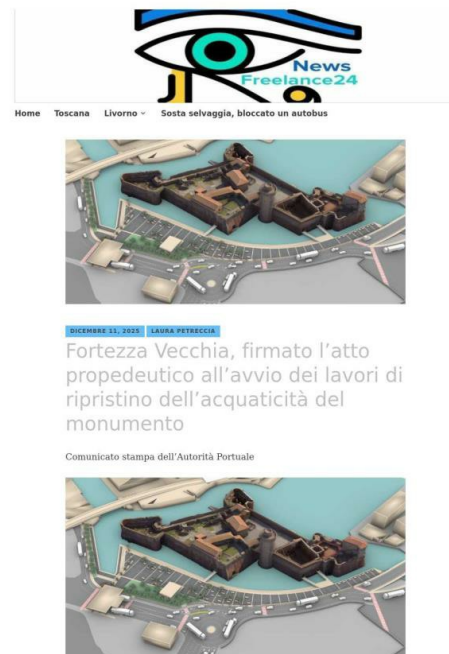 News
Freelance24
Home Toscana Livorno Sosta selvaggia, bloccato un autobus
DICEMBRE 11, 2025 LAURA PETRECCIA
Fortezza Vecchia, firmato l’atto
propedeutico all’avvio dei lavori di
ripristino dell’acquaticità del
monumento
Comunicato stampa dell’Autorità Portuale